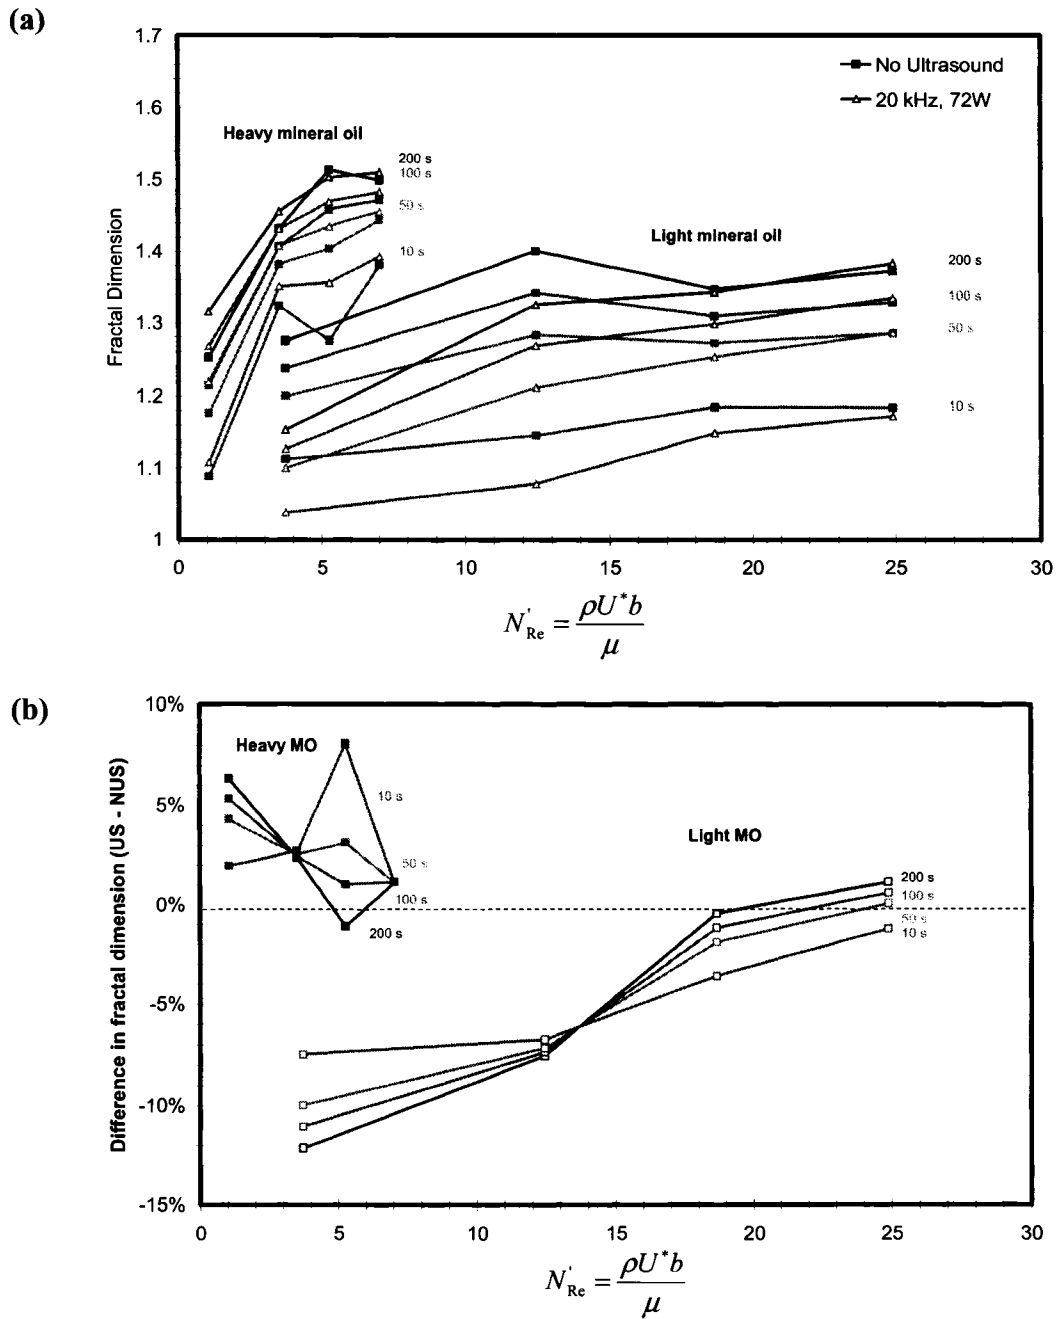 (a)
1.7
1.6
1.5
1.4
1.3
1.2
1.1
1
Fractal Dimension
No Ultrasound
20 kHz, 72W
Heavy mineral oil
200 s
100 s
50 s
10 s
Light mineral oil
200 s
100 s
50 s
10 s
0 5 10 15 20 25 30
N'Re = ρU*b / μ
(b)
10%
5%
0%
-5%
-10%
-15%
Difference in fractal dimension (US - NUS)
Heavy MO
10 s
50 s
100 s
200 s
Light MO
200 s
100 s
50 s
10 s
0 5 10 15 20 25 30
N'Re = ρU*b / μ